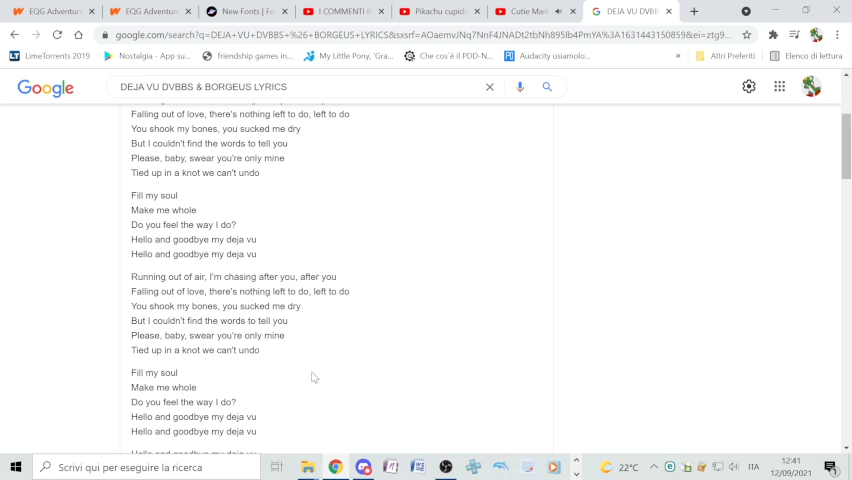 EQG Adventure
EQG Adventure
New Fonts | Fo
I COMMENTI P
Pikachu cupid
Cutie Mark
DEJA VU DVBB
google.com/search?q=DEJA+VU+DVBBS+%26+BORGEUS+LYRICS&sxsrf=AOaemvJNq7Nnf4JNADt2tbNh895lb4PmYA%3A1631443150859&ei=ztg9...
LimeTorrents 2019
Nostalgia - App su...
friendship games in...
My Little Pony, 'Gra...
Che cos'è il PDD-N...
Audacity usiamolo...
»
Altri Preferiti
Elenco di lettura
Google
DEJA VU DVBBS & BORGEUS LYRICS
Falling out of love, there's nothing left to do, left to do
You shook my bones, you sucked me dry
But I couldn't find the words to tell you
Please, baby, swear you're only mine
Tied up in a knot we can't undo
Fill my soul
Make me whole
Do you feel the way I do?
Hello and goodbye my deja vu
Hello and goodbye my deja vu
Running out of air, I'm chasing after you, after you
Falling out of love, there's nothing left to do, left to do
You shook my bones, you sucked me dry
But I couldn't find the words to tell you
Please, baby, swear you're only mine
Tied up in a knot we can't undo
Fill my soul
Make me whole
Do you feel the way I do?
Hello and goodbye my deja vu
Hello and goodbye my deja vu
Hello and goodbye my deja vu
Scrivi qui per eseguire la ricerca
22°C
ITA
12:41
12/09/2021